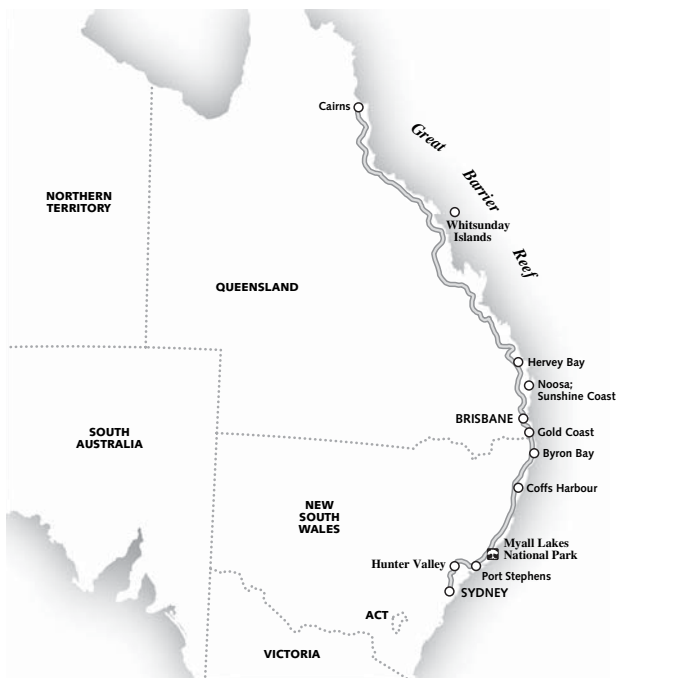 Cairns
Great
Barrier
Reef
NORTHERN
TERRITORY
Whitsunday
Islands
QUEENSLAND
Hervey Bay
Noosa;
Sunshine Coast
BRISBANE
Gold Coast
SOUTH
AUSTRALIA
Byron Bay
Coffs Harbour
NEW
SOUTH
WALES
Myall Lakes
National Park
Hunter Valley
Port Stephens
SYDNEY
ACT
VICTORIA